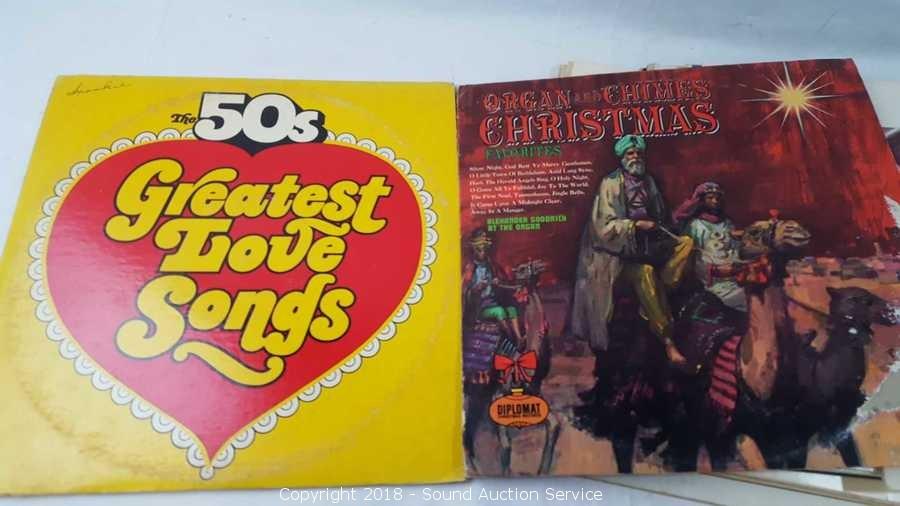 The 50s
Greatest
Love
Songs
ORGAN AND CHIMES
CHRISTMAS
FAVORITES
Silent Night, God Rest Ye Merry Gentlemen,
O Little Town Of Bethlehem, Auld Lang Syne,
Hark The Herald Angels Sing, O Holy Night,
O Come All Ye Faithful, Joy To The World,
The First Noel, Tannenbaum, Jingle Bells,
It Came Upon A Midnight Clear,
Away In A Manger.
ALEXANDER GOODRICH
AT THE ORGAN
DIPLOMAT
Copyright 2018 - Sound Auction Service